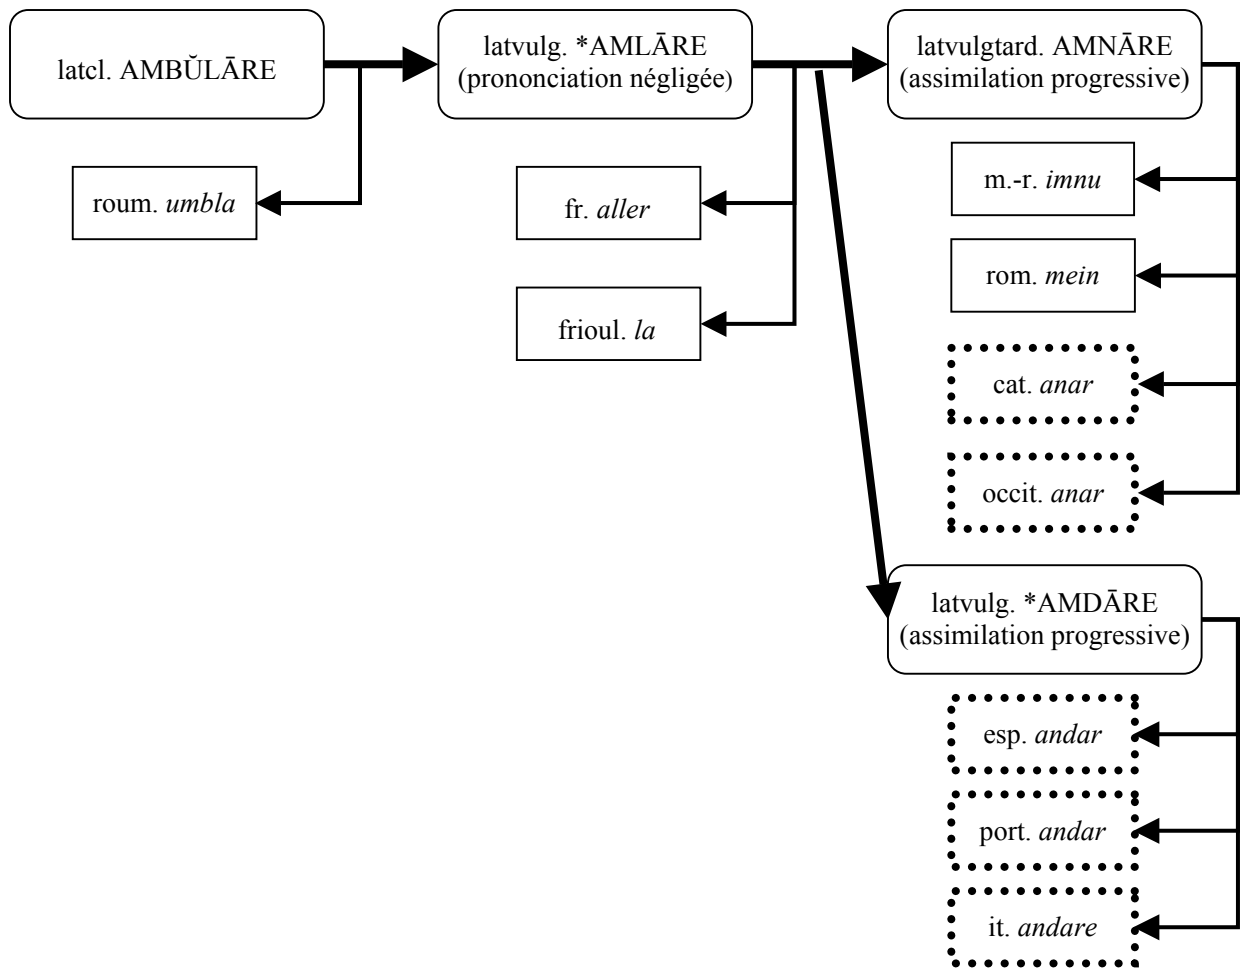 latcl. AMBŬLĀRE
roum. umbla
latvulg. *AMLĀRE
(prononciation négligée)
fr. aller
frioul. la
latvulgtard. AMNĀRE
(assimilation progressive)
m.-r. imnu
rom. mein
cat. anar
occit. anar
latvulg. *AMDĀRE
(assimilation progressive)
esp. andar
port. andar
it. andare